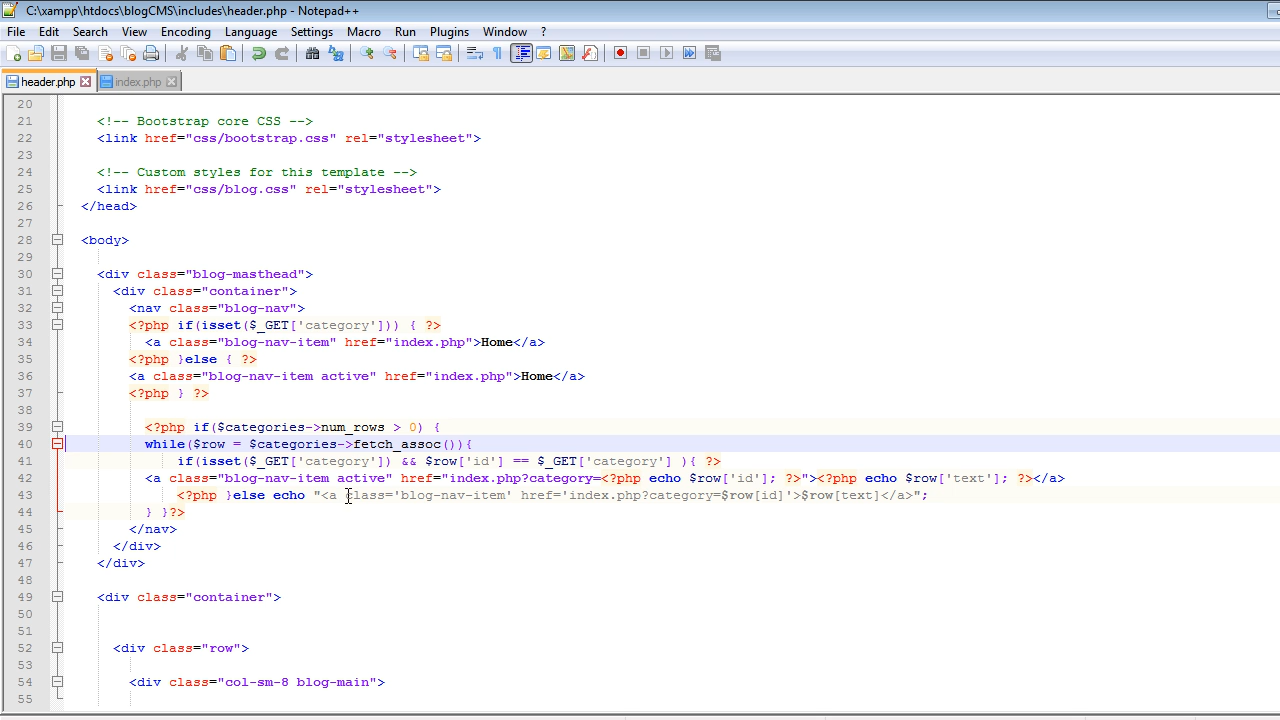 C:\xampp\htdocs\blogCMS\includes\header.php - Notepad++
File Edit Search View Encoding Language Settings Macro Run Plugins Window ?
header.php index.php
20
21 <!-- Bootstrap core CSS -->
22 <link href="css/bootstrap.css" rel="stylesheet">
23
24 <!-- Custom styles for this template -->
25 <link href="css/blog.css" rel="stylesheet">
26 </head>
27
28 <body>
29
30 <div class="blog-masthead">
31 <div class="container">
32 <nav class="blog-nav">
33 <?php if(isset($_GET['category'])) { ?>
34 <a class="blog-nav-item" href="index.php">Home</a>
35 <?php }else { ?>
36 <a class="blog-nav-item active" href="index.php">Home</a>
37 <?php } ?>
38
39 <?php if($categories->num_rows > 0) {
40 while($row = $categories->fetch_assoc()){
41 if(isset($_GET['category']) && $row['id'] == $_GET['category'] ){ ?>
42 <a class="blog-nav-item active" href="index.php?category=<?php echo $row['id']; ?>"><?php echo $row['text']; ?></a>
43 <?php }else echo "<a class='blog-nav-item' href='index.php?category=$row[id]'>$row[text]</a>";
44 } }?>
45 </nav>
46 </div>
47 </div>
48
49 <div class="container">
50
51
52 <div class="row">
53
54 <div class="col-sm-8 blog-main">
55